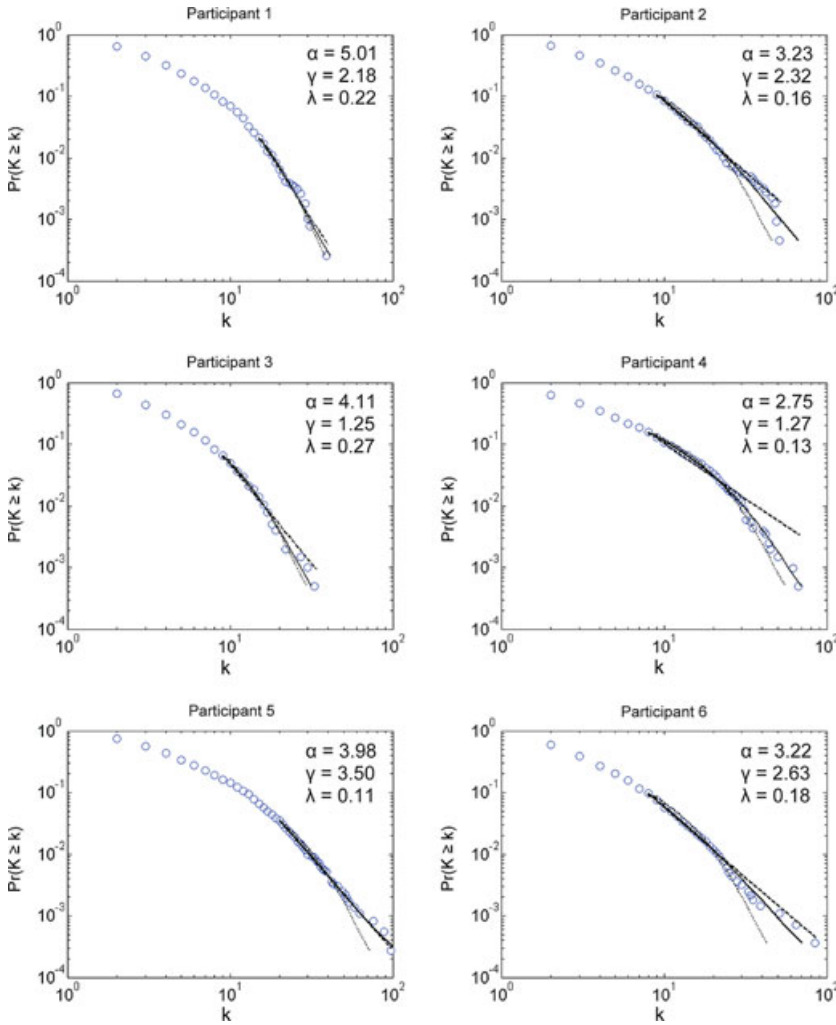 Participant 1
α = 5.01
γ = 2.18
λ = 0.22
10^0
10^-1
10^-2
10^-3
10^-4
Pr(K ≥ k)
10^0 10^1 10^2
k
Participant 2
α = 3.23
γ = 2.32
λ = 0.16
10^0
10^-1
10^-2
10^-3
10^-4
Pr(K ≥ k)
10^0 10^1 10^2
k
Participant 3
α = 4.11
γ = 1.25
λ = 0.27
10^0
10^-1
10^-2
10^-3
10^-4
Pr(K ≥ k)
10^0 10^1 10^2
k
Participant 4
α = 2.75
γ = 1.27
λ = 0.13
10^0
10^-1
10^-2
10^-3
10^-4
Pr(K ≥ k)
10^0 10^1 10^2
k
Participant 5
α = 3.98
γ = 3.50
λ = 0.11
10^0
10^-1
10^-2
10^-3
10^-4
Pr(K ≥ k)
10^0 10^1 10^2
k
Participant 6
α = 3.22
γ = 2.63
λ = 0.18
10^0
10^-1
10^-2
10^-3
10^-4
Pr(K ≥ k)
10^0 10^1 10^2
k